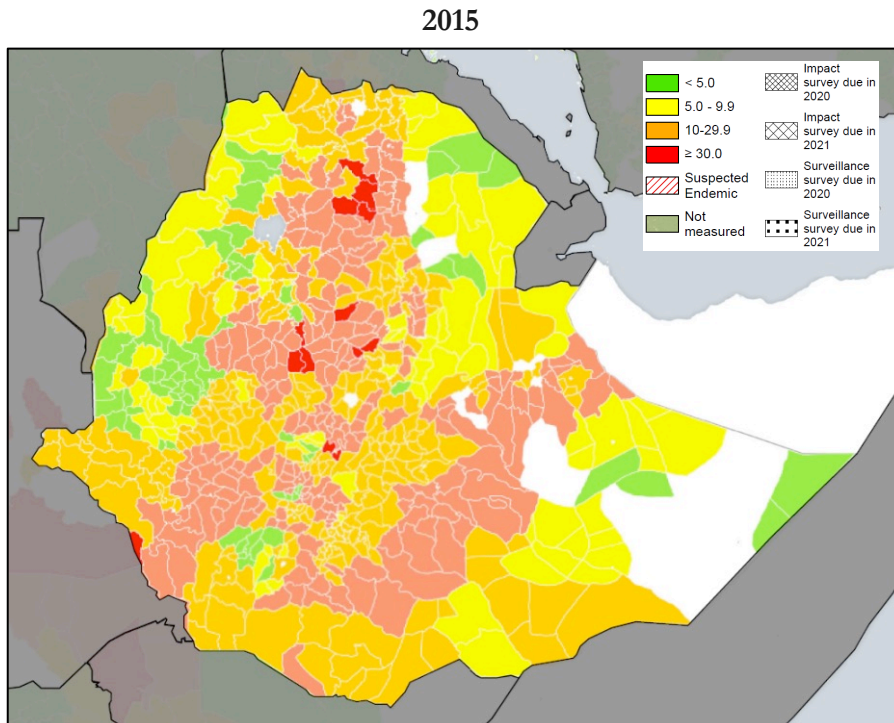 2015
< 5.0
5.0 - 9.9
10-29.9
≥ 30.0
Suspected
Endemic
Not
measured
Impact
survey due in
2020
Impact
survey due in
2021
Surveillance
survey due in
2020
Surveillance
survey due in
2021